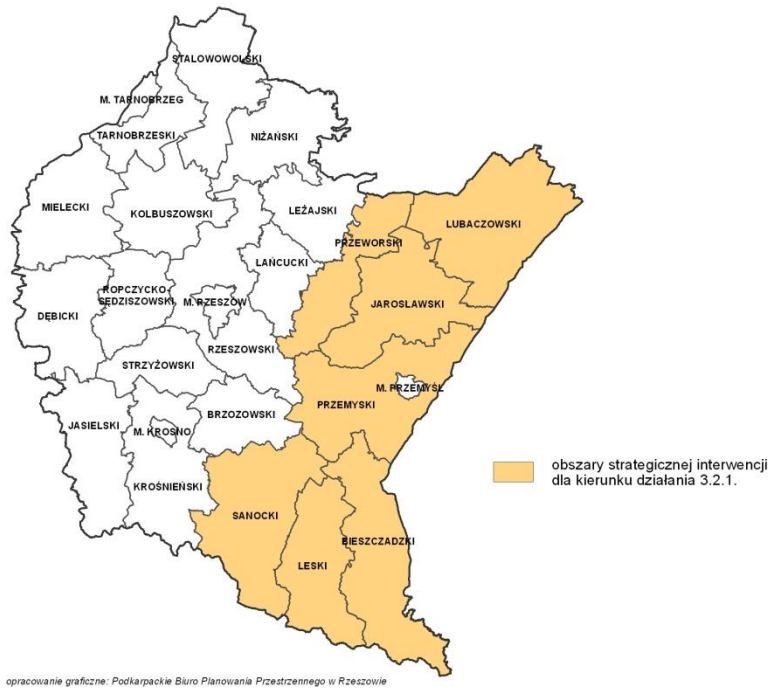 STALOWOWOLSKI
M. TARNOBRZEG
TARNOBRZESKI
NIŻAŃSKI
MIELECKI
KOLBUSZOWSKI
LEŻAJSKI
LUBACZOWSKI
PRZEWORSKI
ŁAŃCUCKI
ROPCZYCKO-
SĘDZISZOWSKI
M. RZESZÓW
JAROSŁAWSKI
DĘBICKI
RZESZOWSKI
STRZYŻOWSKI
M. PRZEMYŚL
PRZEMYSKI
BRZOZOWSKI
JASIELSKI
M. KROSNO
KROŚNIEŃSKI
SANOCKI
BIESZCZADZKI
LESKI
obszary strategicznej interwencji
dla kierunku działania 3.2.1.
opracowanie graficzne: Podkarpackie Biuro Planowania Przestrzennego w Rzeszowie